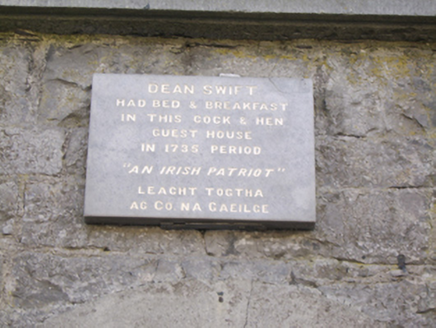 DEAN SWIFT
HAD BED & BREAKFAST
IN THIS COCK & HEN
GUEST HOUSE
IN 1735 PERIOD
"AN IRISH PATRIOT"
LEACHT TOGTHA
AG CO. NA GAEILGE